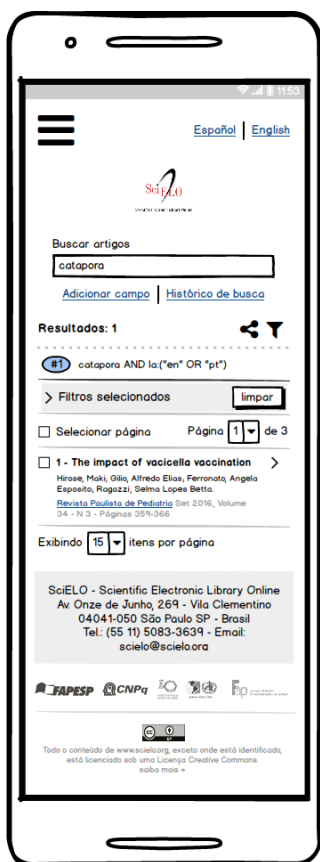 11:53
Español | English
SciELO
Buscar artigos
catapora
Adicionar campo | Histórico de busca
Resultados: 1
#1 catapora AND la:("en" OR "pt")
Filtros selecionados limpar
Selecionar página Página 1 de 3
1 - The impact of vacicella vaccination
Hirose, Maki; Gilio, Alfredo Elias; Ferronato, Angela
Esposito, Ragazzi, Selma Lopes Betta.
Revista Paulista de Pediatria Set 2016, Volume
34 - N 3 - Páginas 359-366
Exibindo 15 itens por página
SciELO - Scientific Electronic Library Online
Av. Onze de Junho, 269 - Vila Clementino
04041-050 São Paulo SP - Brasil
Tel.: (55 11) 5083-3639 - Email:
scielo@scielo.org
FAPESP CNPq
cc
BY
Todo o conteúdo de www.scielo.org, exceto onde está identificado,
está licenciado sob uma Licença Creative Commons.
saiba mais »